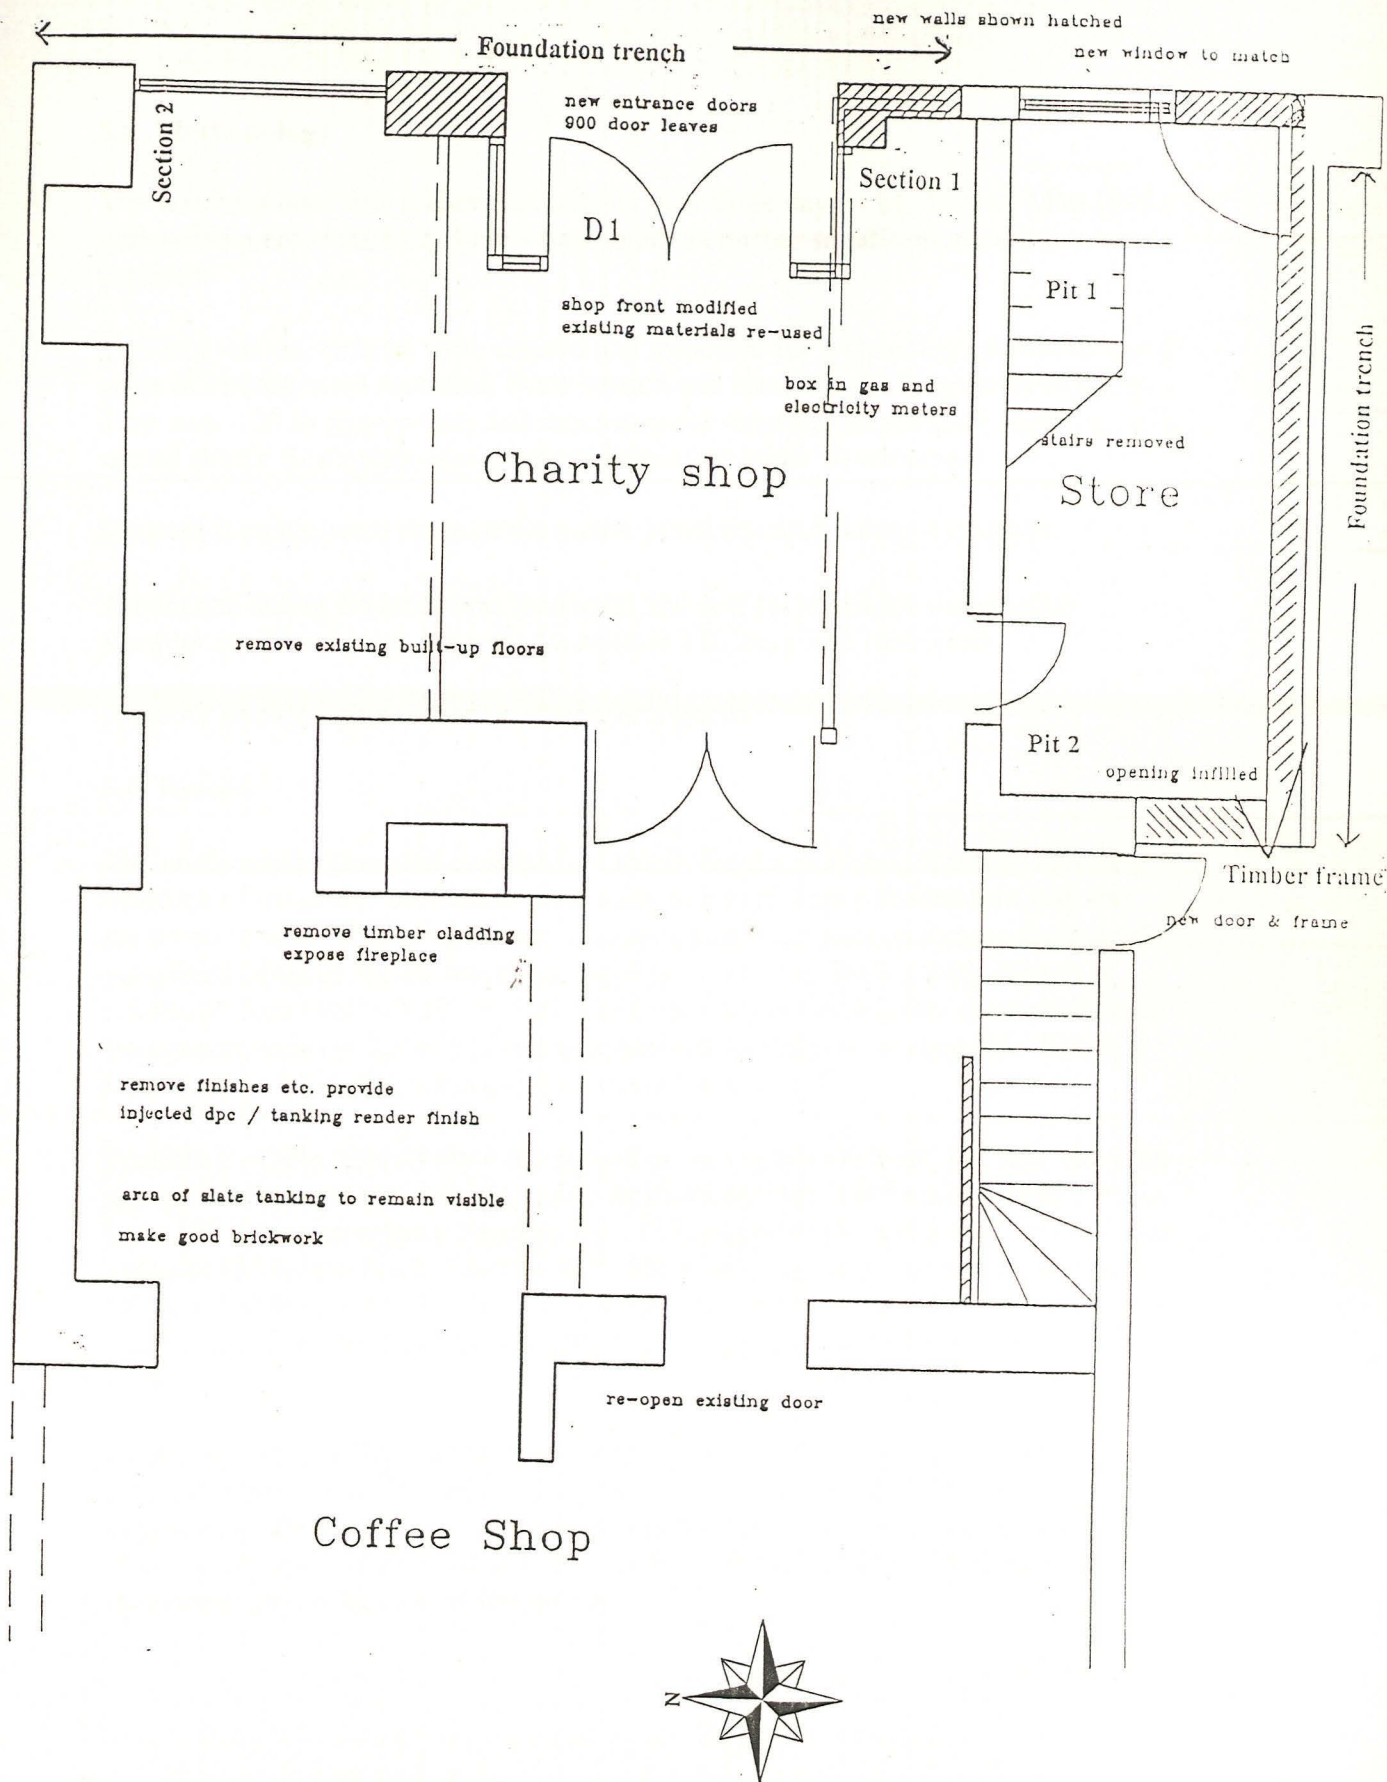 new walls shown hatched
Foundation trench
new window to match
new entrance doors
900 door leaves
Section 2
Section 1
D1
Pit 1
shop front modified
existing materials re-used
box in gas and
electricity meters
stairs removed
Foundation trench
Charity shop
Store
remove existing built-up floors
Pit 2
opening infilled
Timber frame
new door & frame
remove timber cladding
expose fireplace
remove finishes etc. provide
injected dpc / tanking render finish
area of slate tanking to remain visible
make good brickwork
re-open existing door
Coffee Shop
N